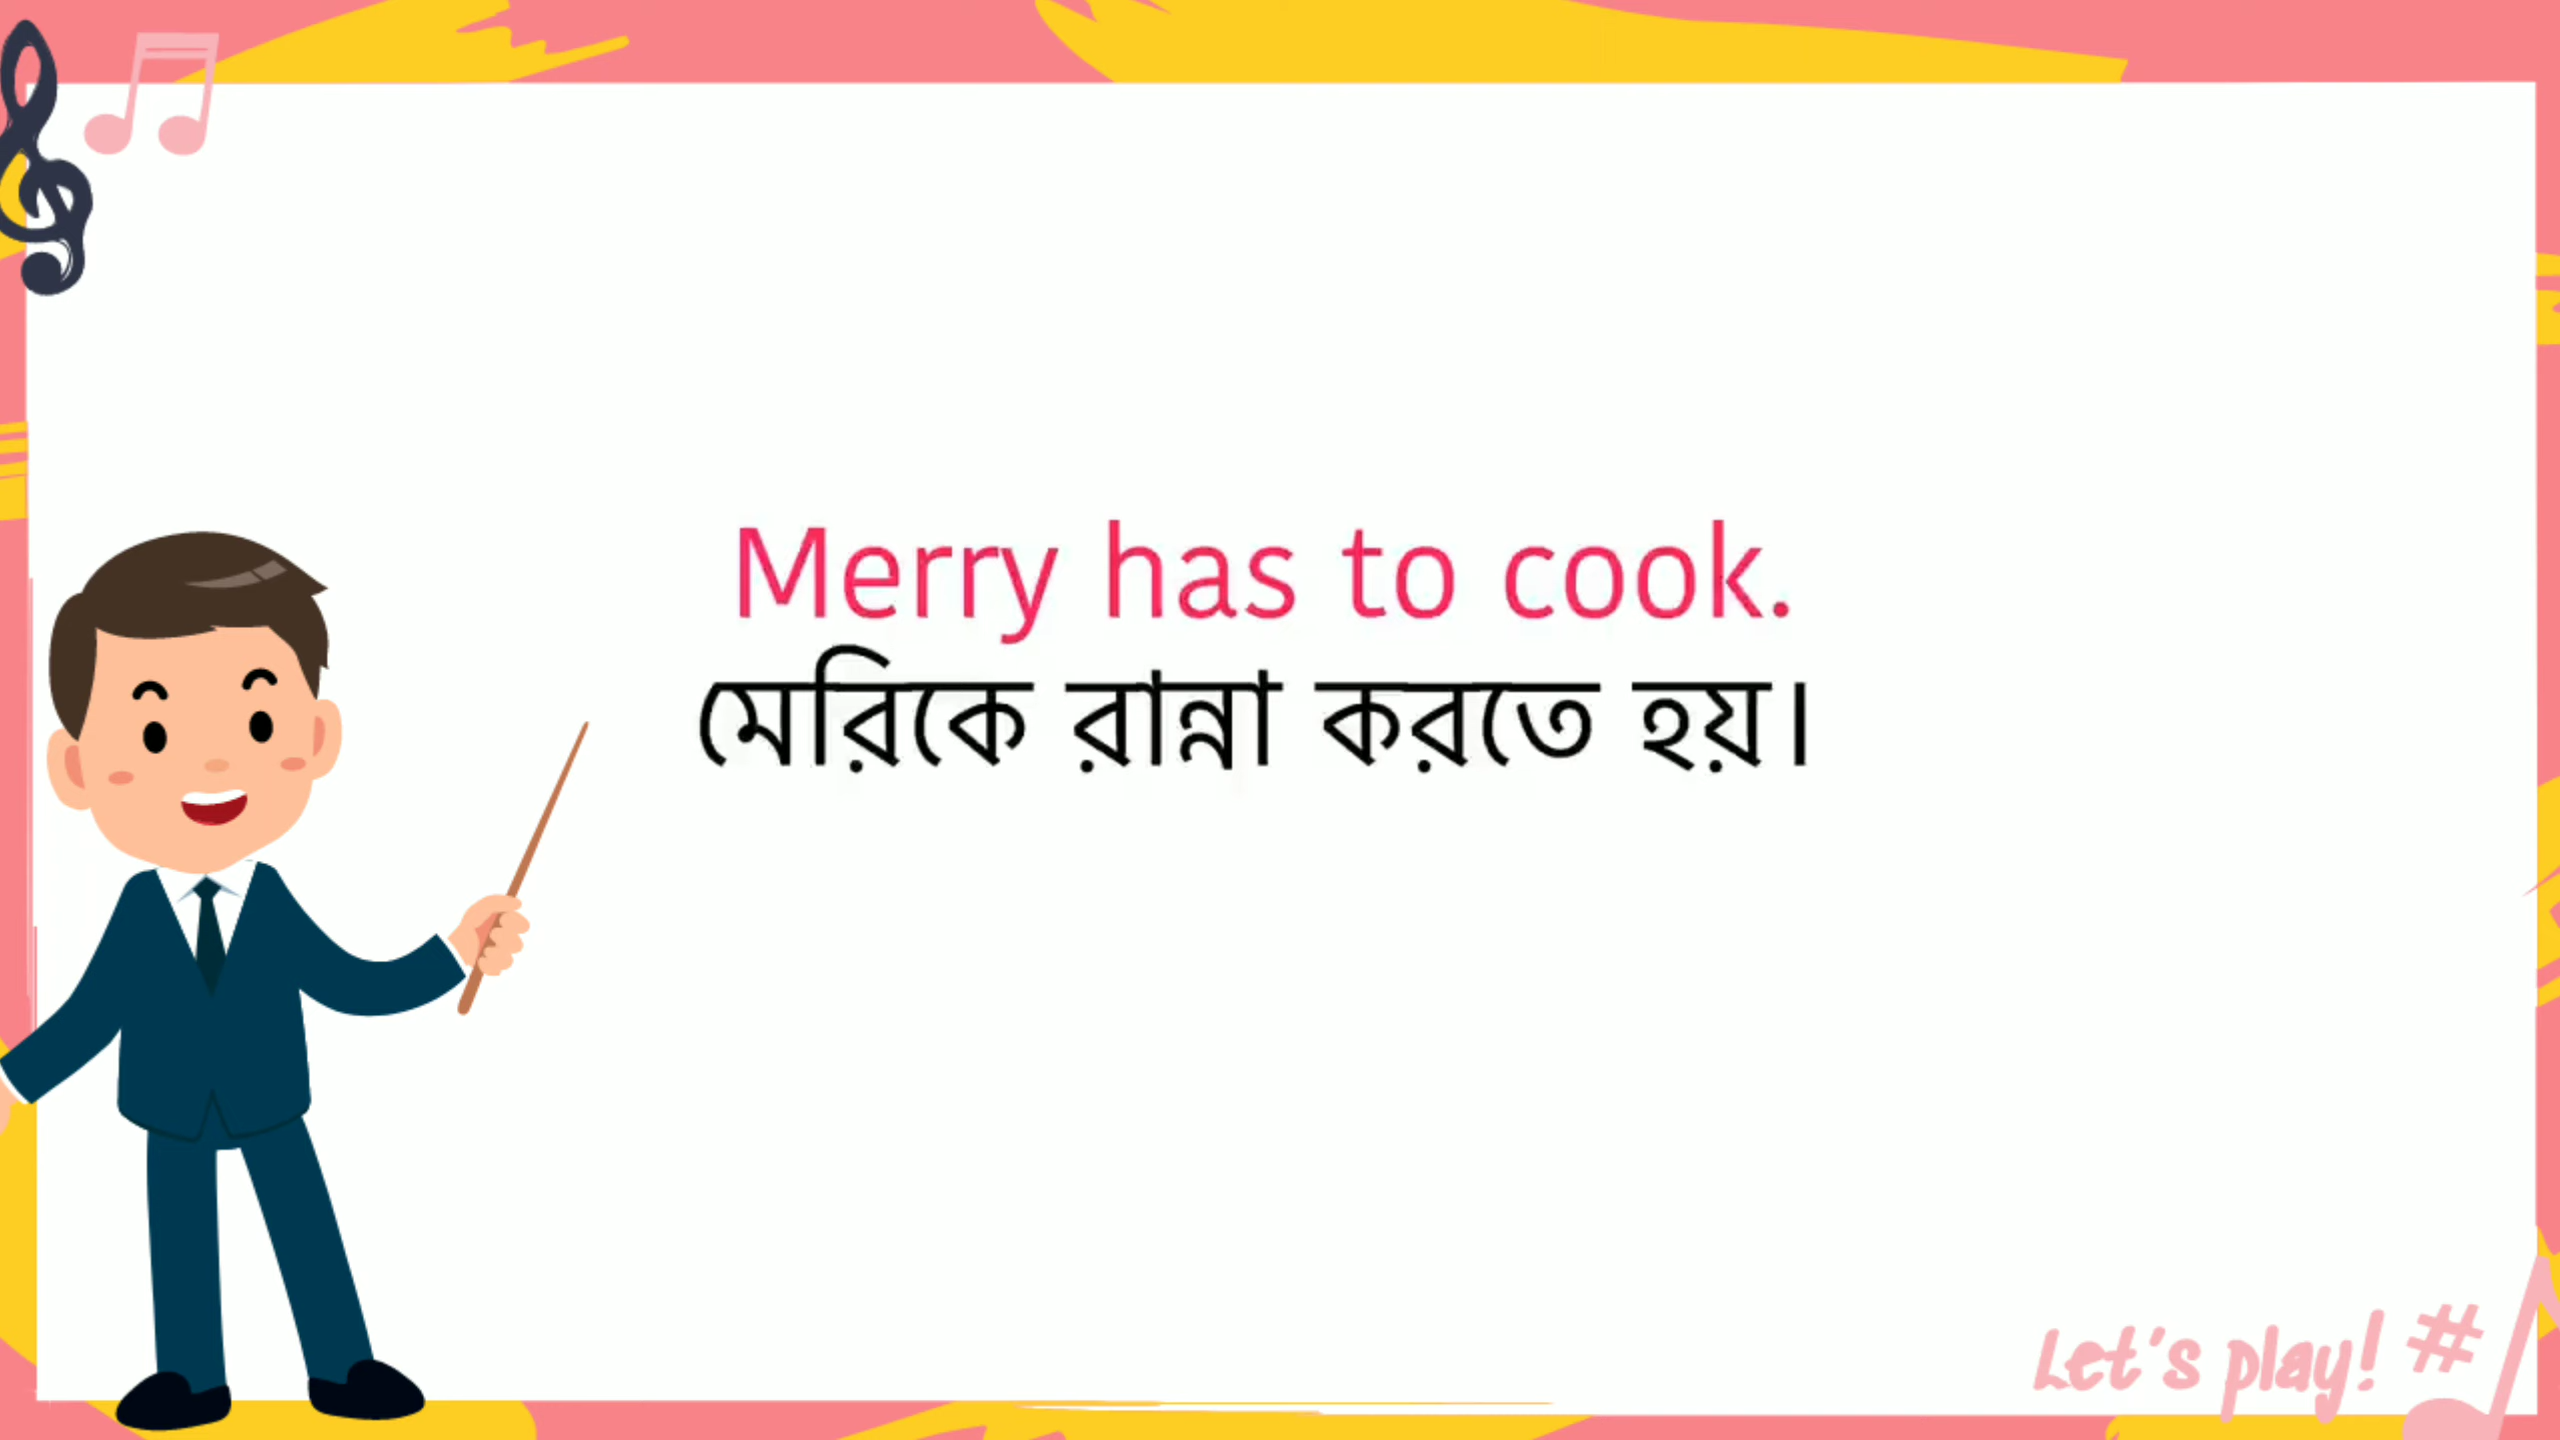 Merry has to cook.
মেরিকে রান্না করতে হয়।
Let's play! #